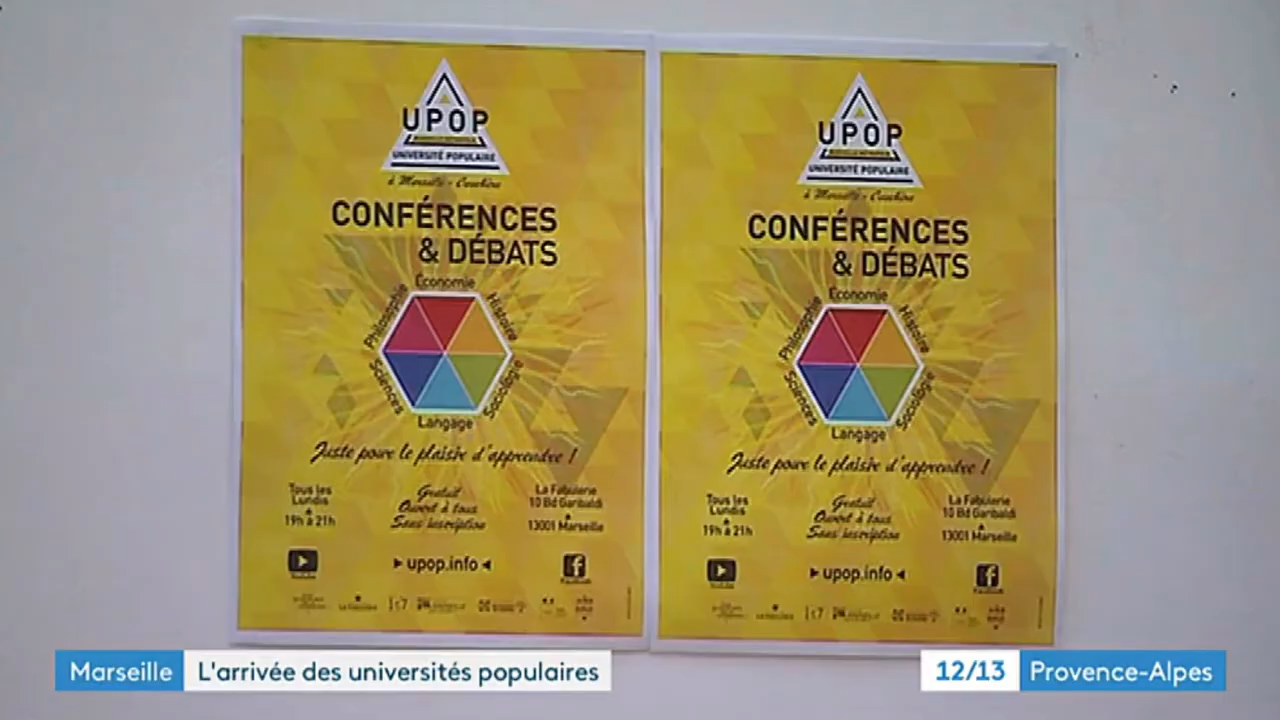 UPOP
UNIVERSITÉ POPULAIRE
à Marseille - Canebière
CONFÉRENCES
& DÉBATS
Économie
Philosophie
Histoire
Sciences
Sociologie
Langage
Juste pour le plaisir d'apprendre !
Tous les
Lundis
19h à 21h
Gratuit
Ouvert à tous
Sans inscription
La Fabulerie
10 Bd Garibaldi
13001 Marseille
upop.info
UPOP
UNIVERSITÉ POPULAIRE
à Marseille - Canebière
CONFÉRENCES
& DÉBATS
Économie
Philosophie
Histoire
Sciences
Sociologie
Langage
Juste pour le plaisir d'apprendre !
Tous les
Lundis
19h à 21h
Gratuit
Ouvert à tous
Sans inscription
La Fabulerie
10 Bd Garibaldi
13001 Marseille
upop.info
Marseille L'arrivée des universités populaires
12/13 Provence-Alpes